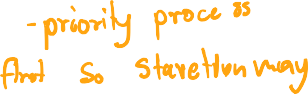 - priority process
first so starvation may